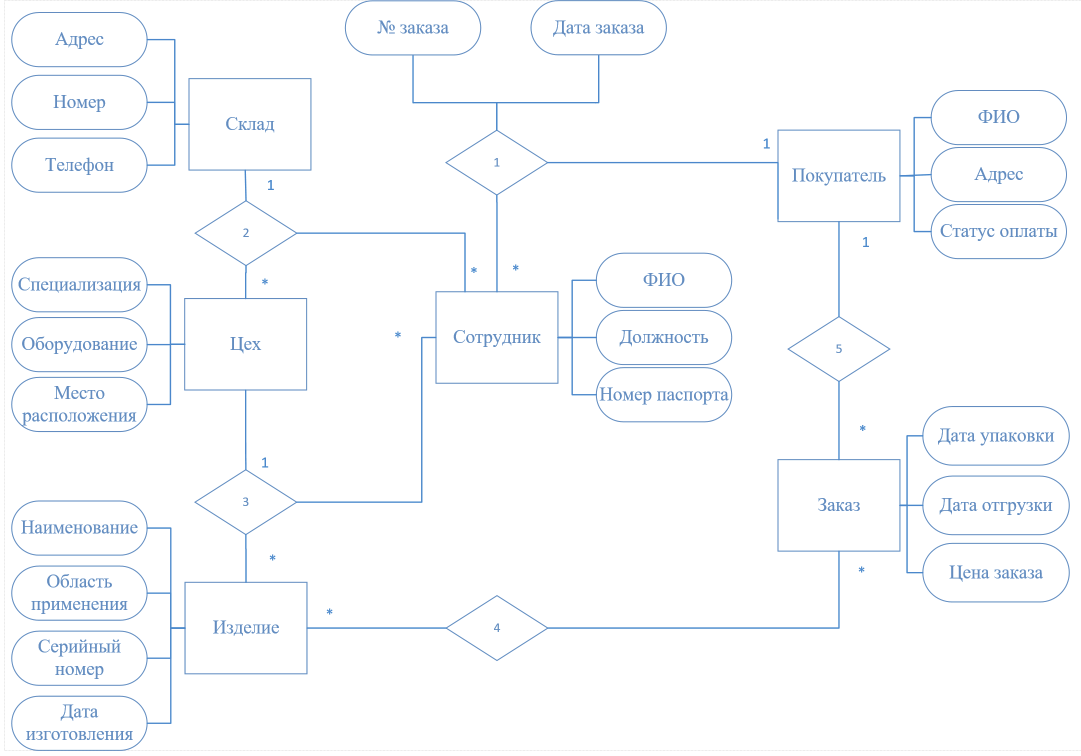 № заказа
Дата заказа
Адрес
Номер
Телефон
Склад
1
1
1
Покупатель
ФИО
Адрес
Статус оплаты
2
1
*
*
*
Специализация
Оборудование
Место
расположения
Цех
*
Сотрудник
ФИО
Должность
Номер паспорта
5
*
1
3
*
Заказ
Дата упаковки
Дата отгрузки
Цена заказа
*
Наименование
Область
применения
Серийный
номер
Дата
изготовления
Изделие
*
4